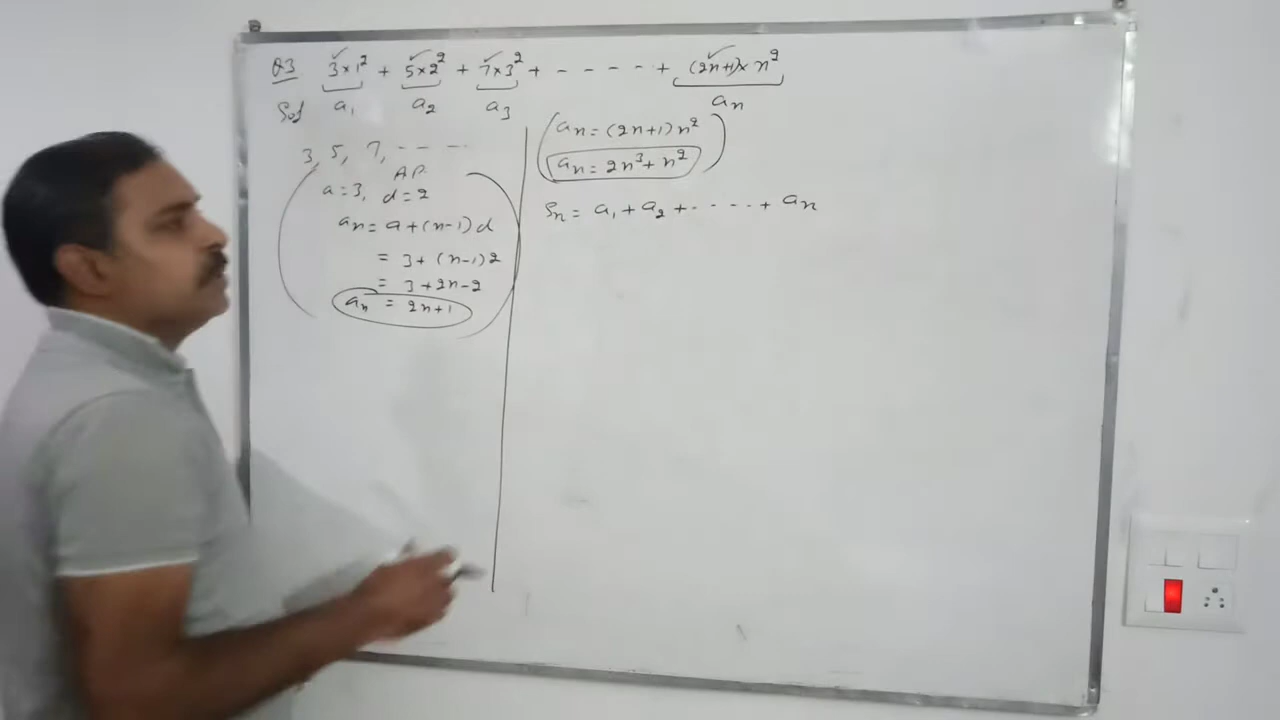 Q3 3×1² + 5×2² + 7×3² + - - - - - + (2n+1)× n²
Sol a₁ a₂ a₃ aₙ
3, 5, 7, - - - -
AP
a=3, d=2
aₙ = a+(n-1)d
= 3+(n-1)2
= 3+2n-2
aₙ = 2n+1
aₙ = (2n+1)n²
aₙ = 2n³+n²
Sₙ = a₁ + a₂ + - - - - - + aₙ